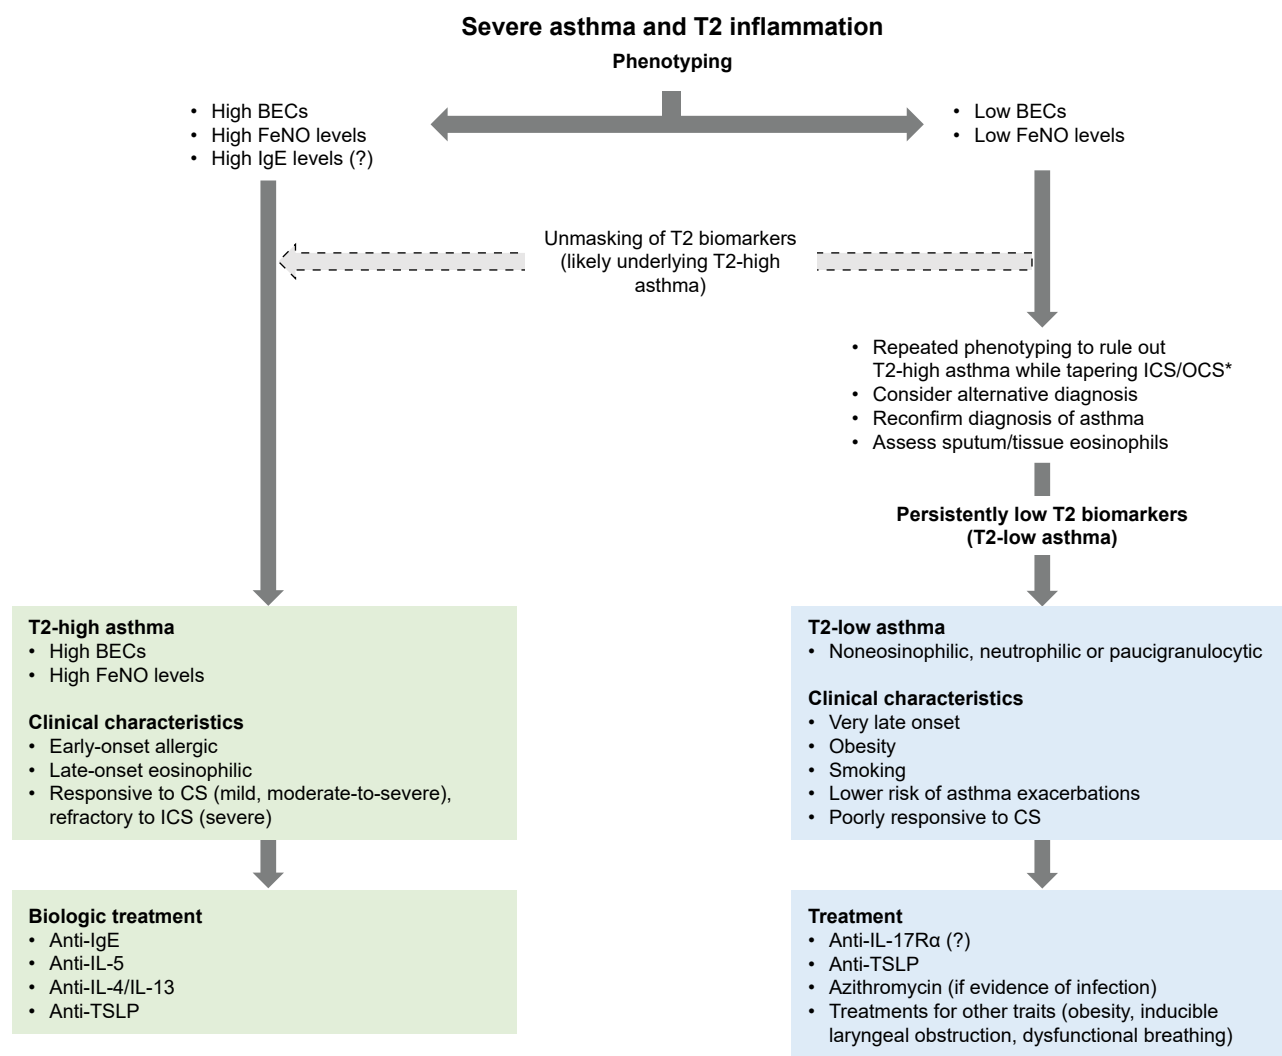 Severe asthma and T2 inflammation
Phenotyping
• High BECs
• High FeNO levels
• High IgE levels (?)
• Low BECs
• Low FeNO levels
Unmasking of T2 biomarkers
(likely underlying T2-high
asthma)
• Repeated phenotyping to rule out
T2-high asthma while tapering ICS/OCS*
• Consider alternative diagnosis
• Reconfirm diagnosis of asthma
• Assess sputum/tissue eosinophils
Persistently low T2 biomarkers
(T2-low asthma)
T2-high asthma
• High BECs
• High FeNO levels
Clinical characteristics
• Early-onset allergic
• Late-onset eosinophilic
• Responsive to CS (mild, moderate-to-severe),
refractory to ICS (severe)
T2-low asthma
• Noneosinophilic, neutrophilic or paucigranulocytic
Clinical characteristics
• Very late onset
• Obesity
• Smoking
• Lower risk of asthma exacerbations
• Poorly responsive to CS
Biologic treatment
• Anti-IgE
• Anti-IL-5
• Anti-IL-4/IL-13
• Anti-TSLP
Treatment
• Anti-IL-17Rα (?)
• Anti-TSLP
• Azithromycin (if evidence of infection)
• Treatments for other traits (obesity, inducible
laryngeal obstruction, dysfunctional breathing)